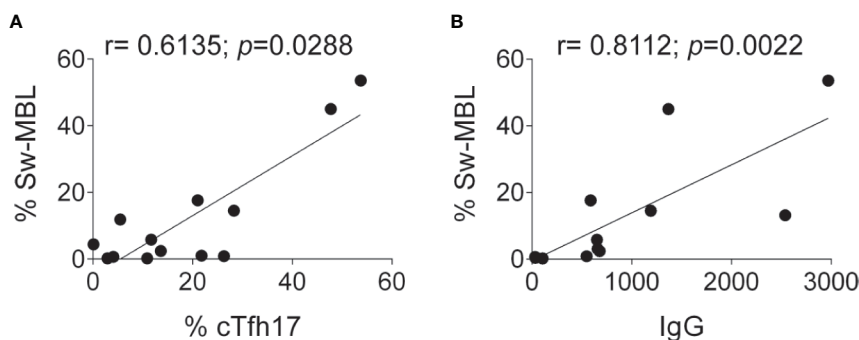 A
r= 0.6135; p=0.0288
60
40
20
0
% Sw-MBL
0 20 40 60
% cTfh17
B
r= 0.8112; p=0.0022
60
40
20
0
% Sw-MBL
0 1000 2000 3000
IgG